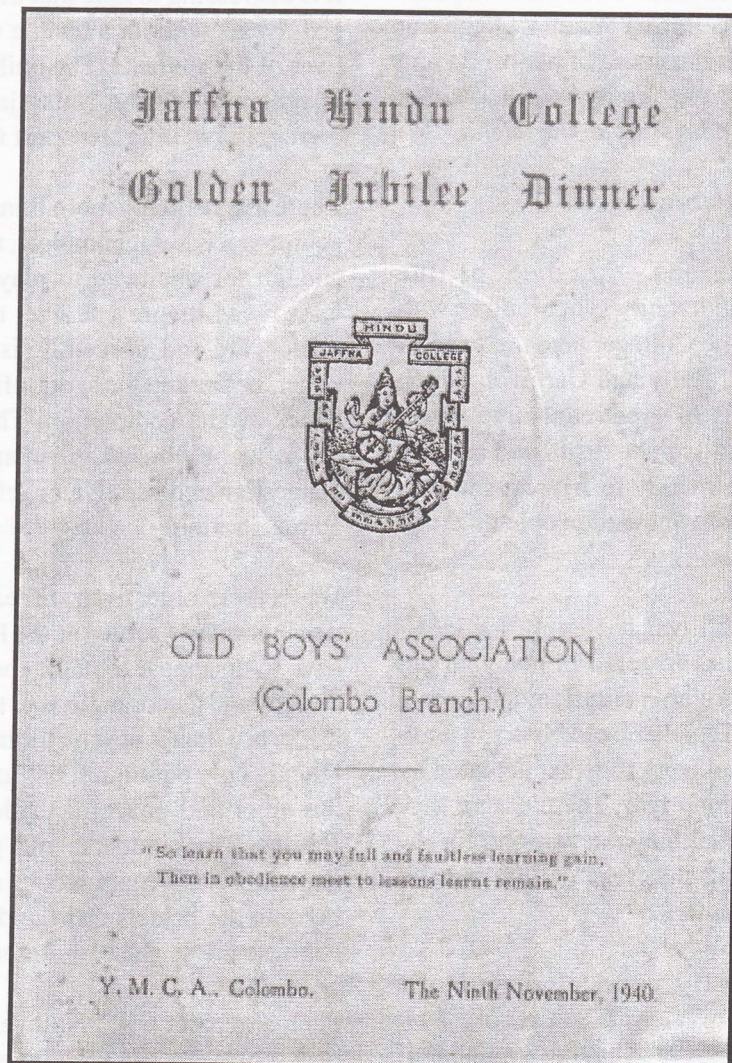 Jaffna Hindu College
Golden Jubilee Dinner
HINDU
JAFFNA COLLEGE
OLD BOYS' ASSOCIATION
(Colombo Branch.)
"So learn that you may full and faultless learning gain,
Then in obedience meet to lessons learnt remain."
Y. M. C. A., Colombo. The Ninth November, 1940.